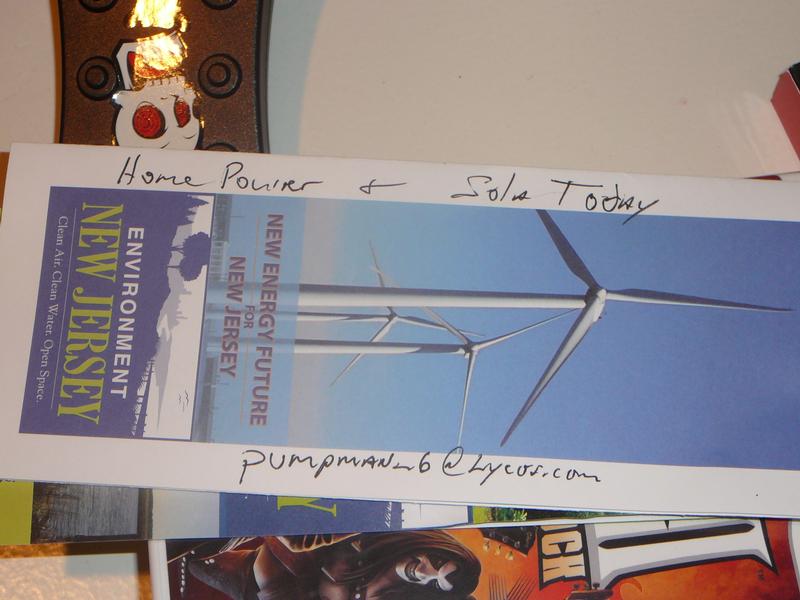 Home Power & Sola Today
ENVIRONMENT
NEW JERSEY
Clean Air. Clean Water. Open Space.
NEW ENERGY FUTURE
FOR
NEW JERSEY
pumpman_6@Lycos.com
Y
OCK